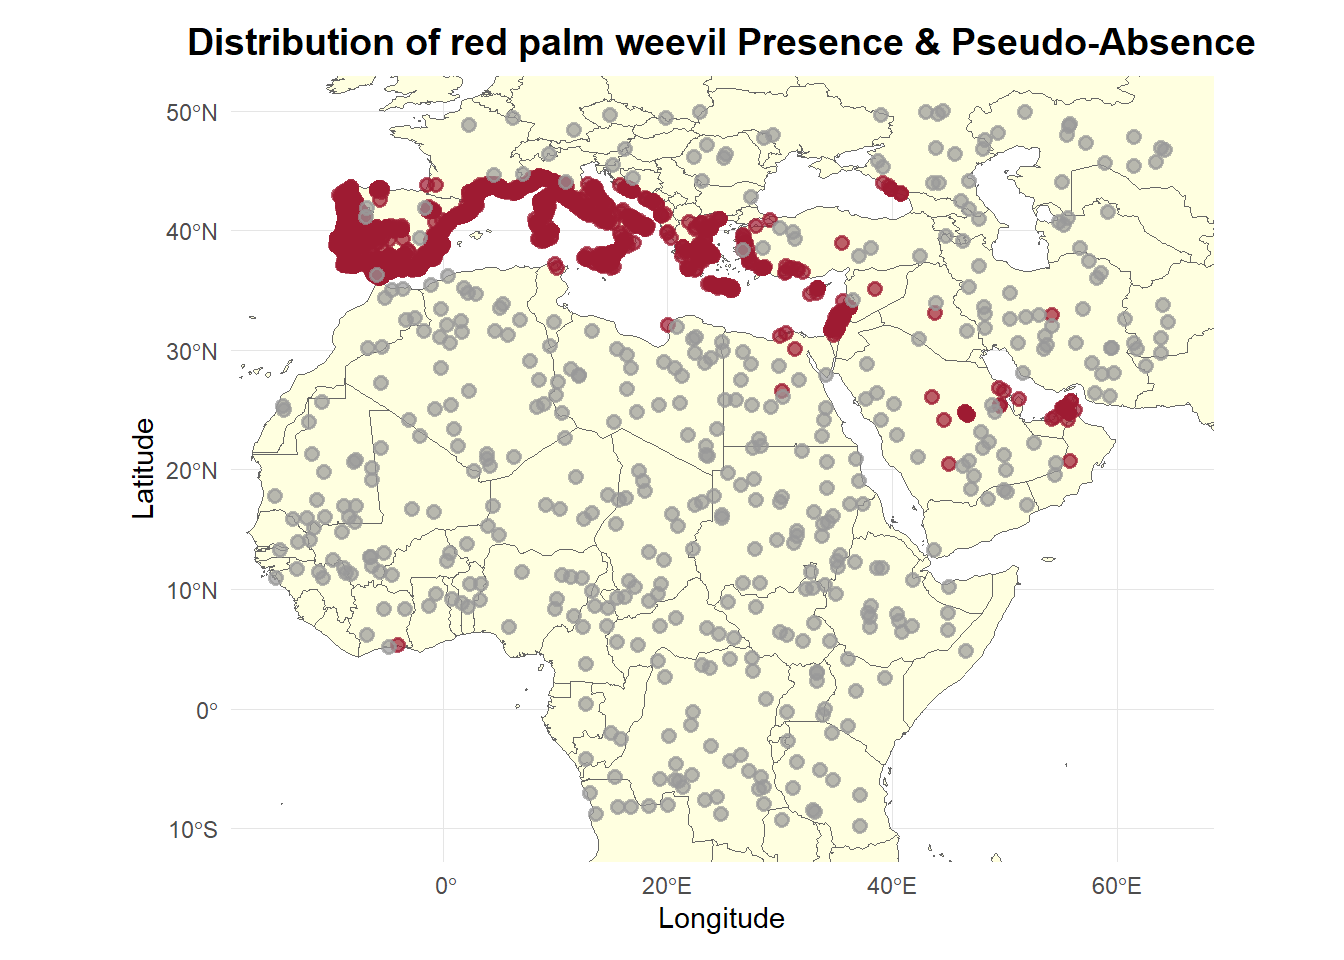 Distribution of red palm weevil Presence & Pseudo-Absence
50°N
40°N
30°N
20°N
10°N
0°
10°S
Latitude
0°
20°E
40°E
60°E
Longitude